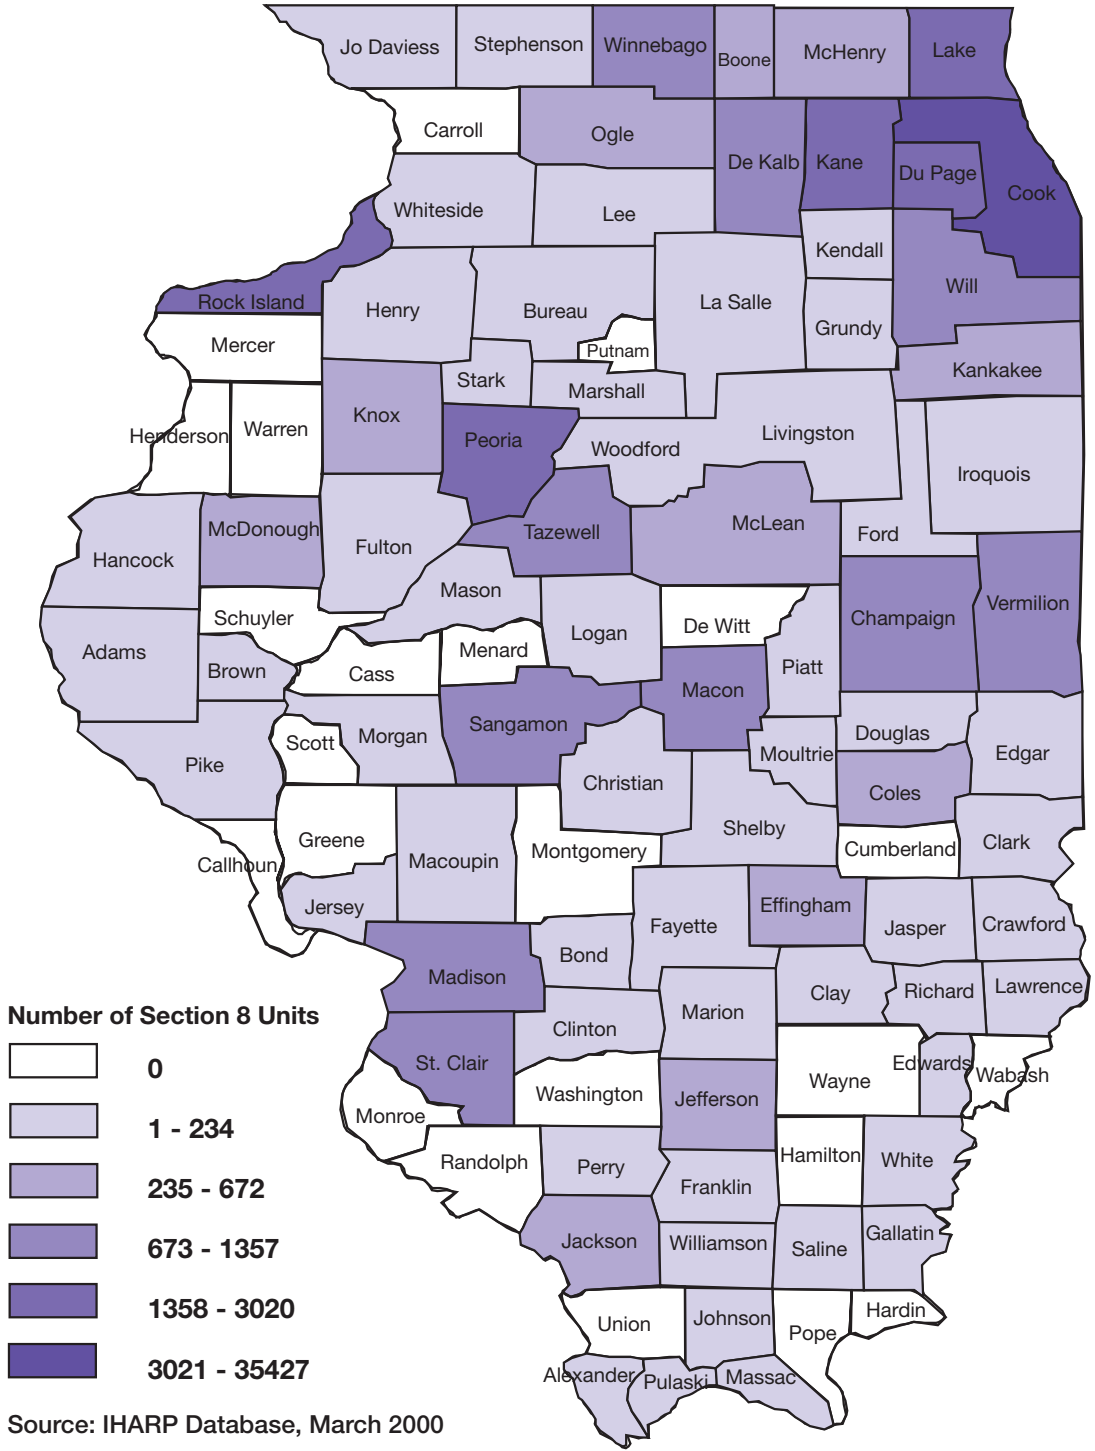 Jo Daviess
Stephenson
Winnebago
Boone
McHenry
Lake
Carroll
Ogle
De Kalb
Kane
Du Page
Cook
Whiteside
Lee
Kendall
Will
Rock Island
Henry
Bureau
La Salle
Grundy
Mercer
Putnam
Kankakee
Stark
Marshall
Henderson
Warren
Knox
Peoria
Woodford
Livingston
Iroquois
Hancock
McDonough
Fulton
Tazewell
McLean
Ford
Mason
Schuyler
Logan
De Witt
Champaign
Vermilion
Adams
Brown
Cass
Menard
Piatt
Macon
Sangamon
Pike
Scott
Morgan
Christian
Moultrie
Douglas
Edgar
Coles
Shelby
Greene
Callhoun
Macoupin
Montgomery
Cumberland
Clark
Jersey
Fayette
Effingham
Jasper
Crawford
Madison
Bond
Clay
Richard
Lawrence
Marion
Clinton
St. Clair
Edwards
Wabash
Wayne
Washington
Jefferson
Monroe
Randolph
Perry
Hamilton
White
Franklin
Jackson
Williamson
Saline
Gallatin
Union
Johnson
Pope
Hardin
Alexander
Pulaski
Massac
Number of Section 8 Units
0
1 - 234
235 - 672
673 - 1357
1358 - 3020
3021 - 35427
Source: IHARP Database, March 2000